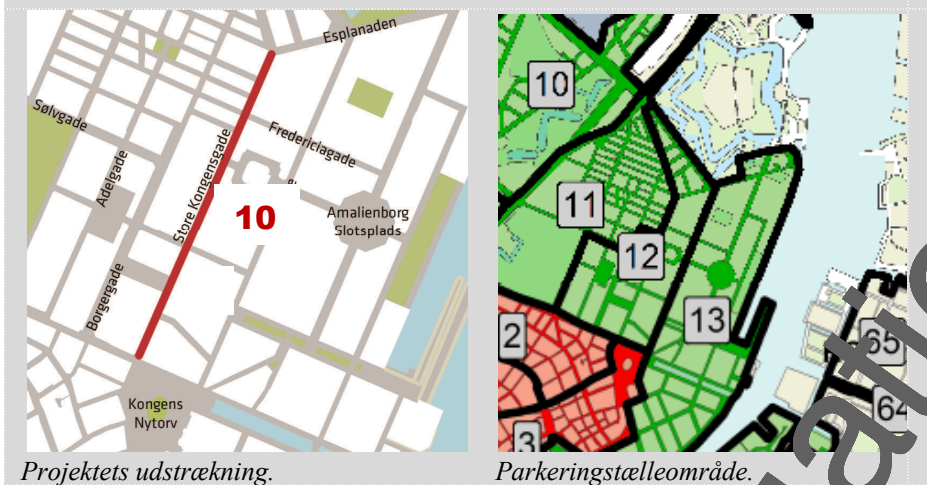 Esplanaden
Sølvgade
Fredericiagade
Adelgade
Store Kongensgade
10
Amalienborg
Slotsplads
Borgergade
Kongens
Nytorv
10
11
12
13
2
3
65
64
Projektets udstrækning.
Parkeringstælleområde.